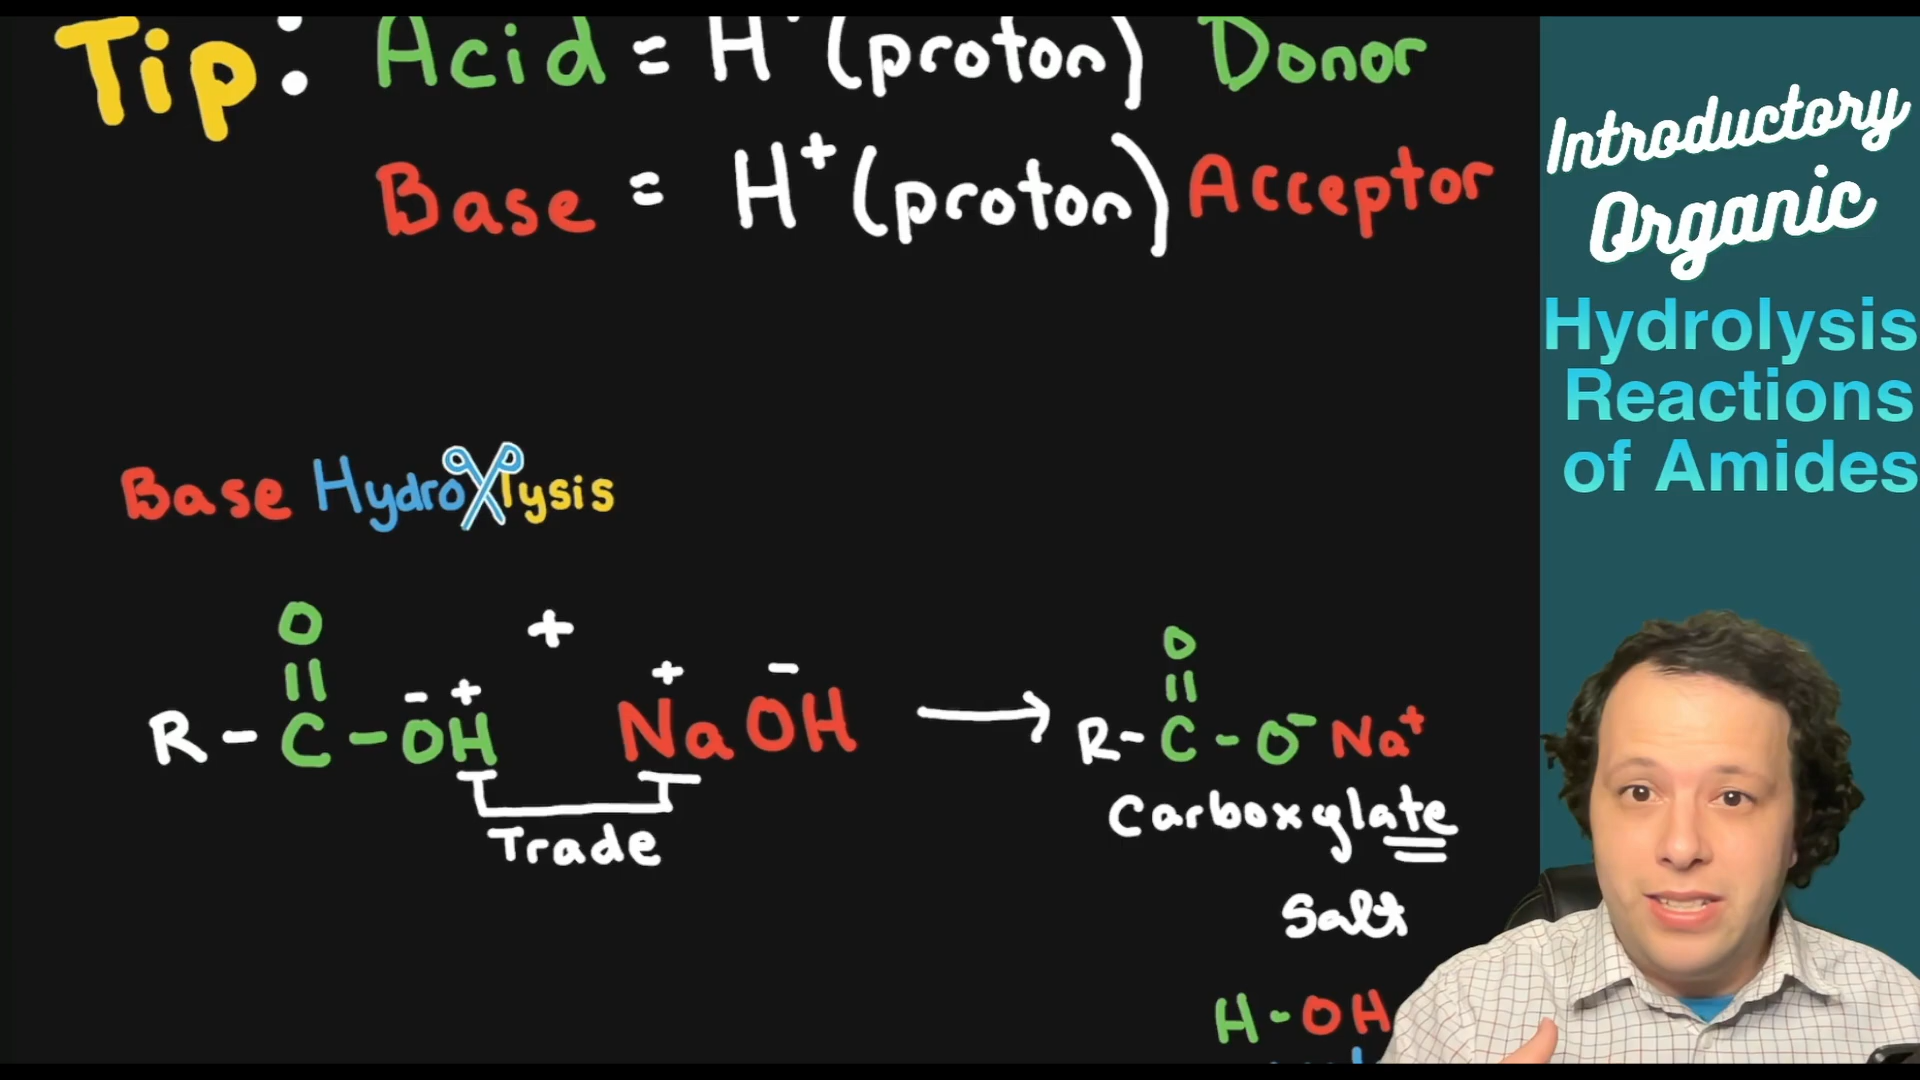 Tip: Acid = H+ (proton) Donor
Base = H+ (proton) Acceptor
Introductory
Organic
Hydrolysis
Reactions
of Amides
Base Hydrolysis
O
+
- + + -
R - C - OH NaOH
Trade
O
R - C - O- Na+
Carboxylate
Salt
H - OH